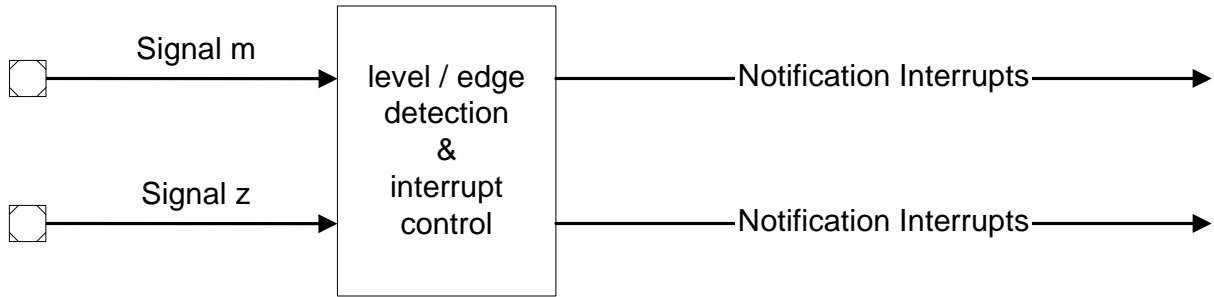 Signal m
level / edge
detection
&
interrupt
control
Notification Interrupts
Signal z
Notification Interrupts